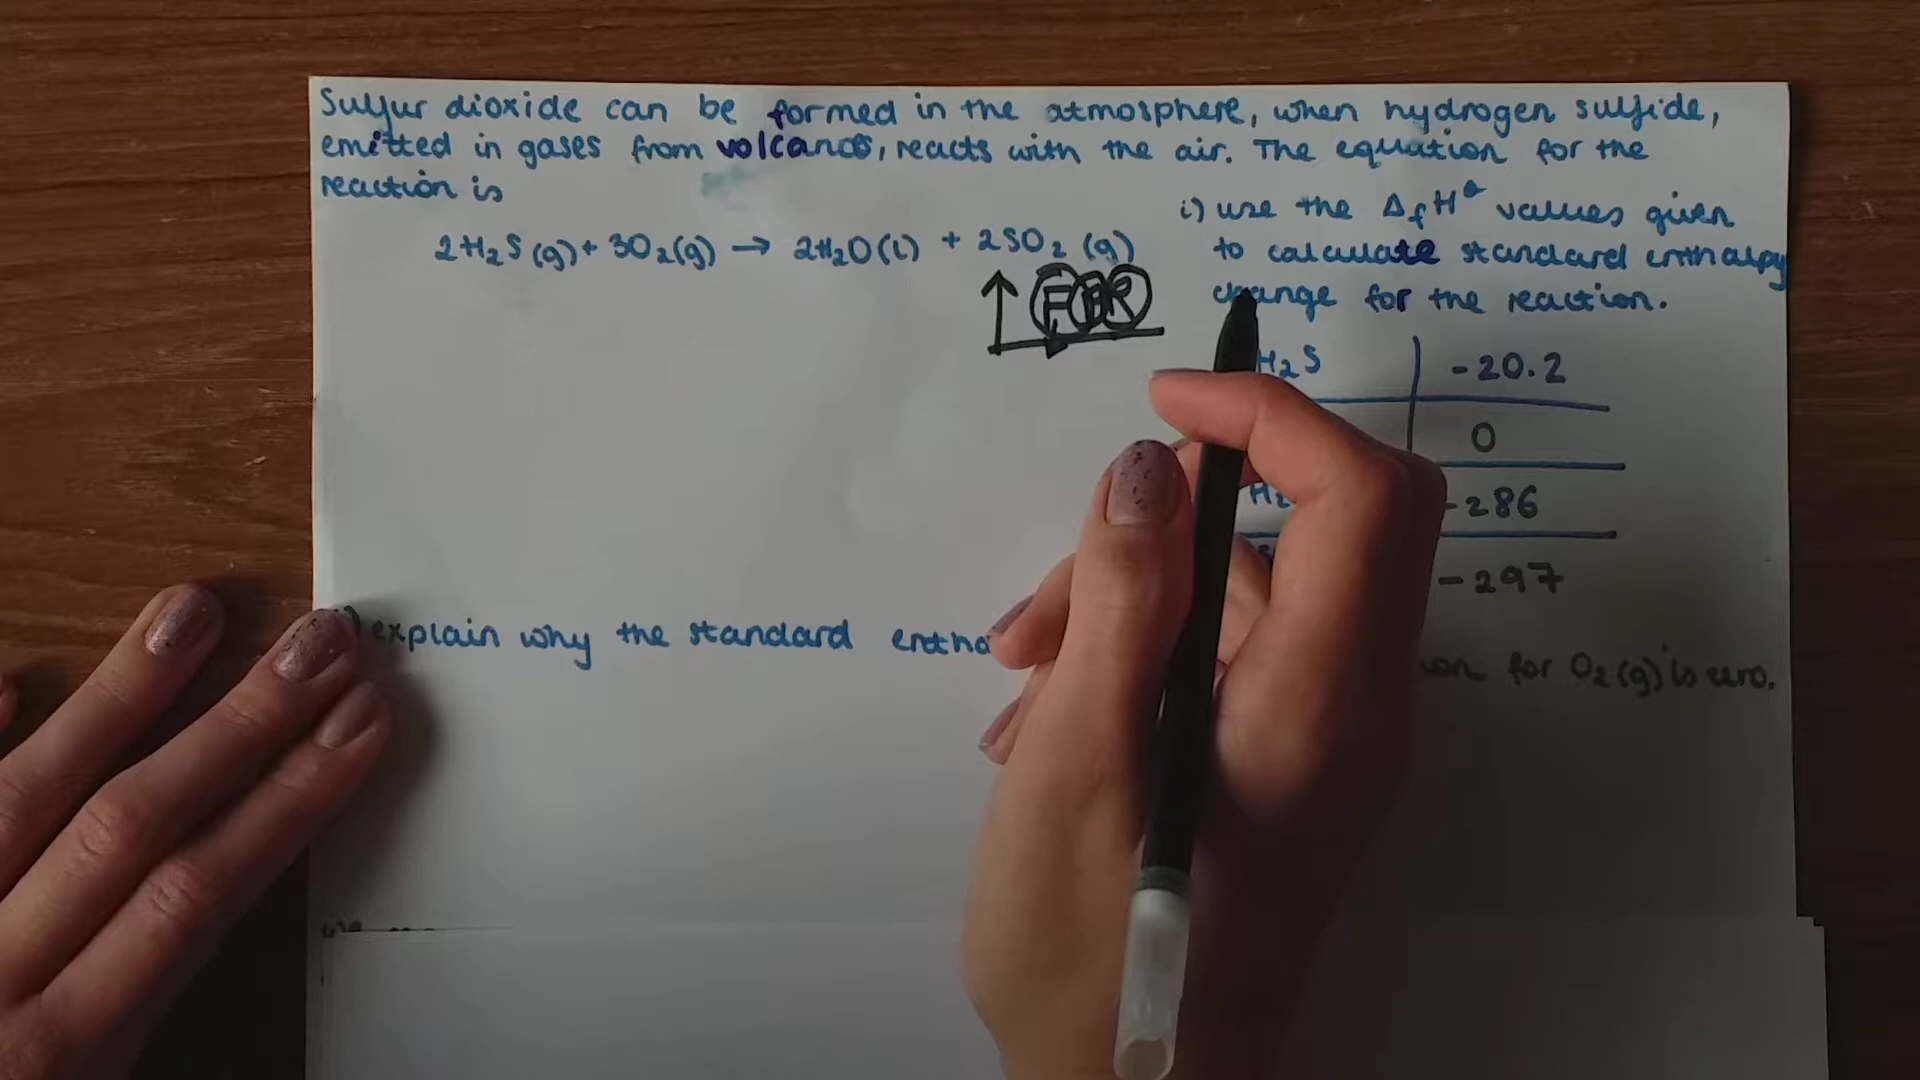 Sulfur dioxide can be formed in the atmosphere, when hydrogen sulfide,
emitted in gases from volcanos, reacts with the air. The equation for the
reaction is
2H₂S (g) + 3O₂(g) → 2H₂O(l) + 2SO₂ (g)
i) use the ΔfH° values given
to calculate standard enthalpy
change for the reaction.
H₂S -20.2
0
-286
-297
explain why the standard
for O₂(g) is zero.